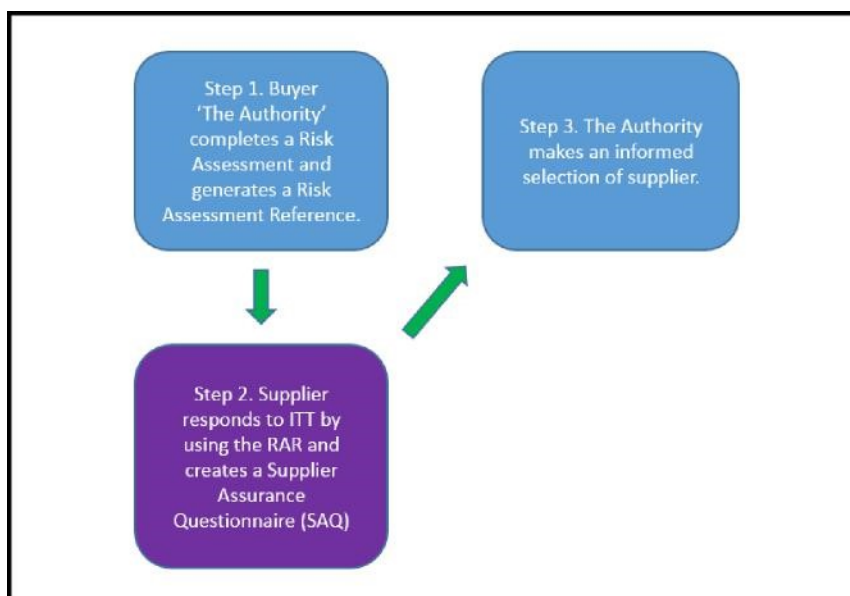 Step 1. Buyer
‘The Authority’
completes a Risk
Assessment and
generates a Risk
Assessment Reference.
Step 2. Supplier
responds to ITT by
using the RAR and
creates a Supplier
Assurance
Questionnaire (SAQ)
Step 3. The Authority
makes an informed
selection of supplier.